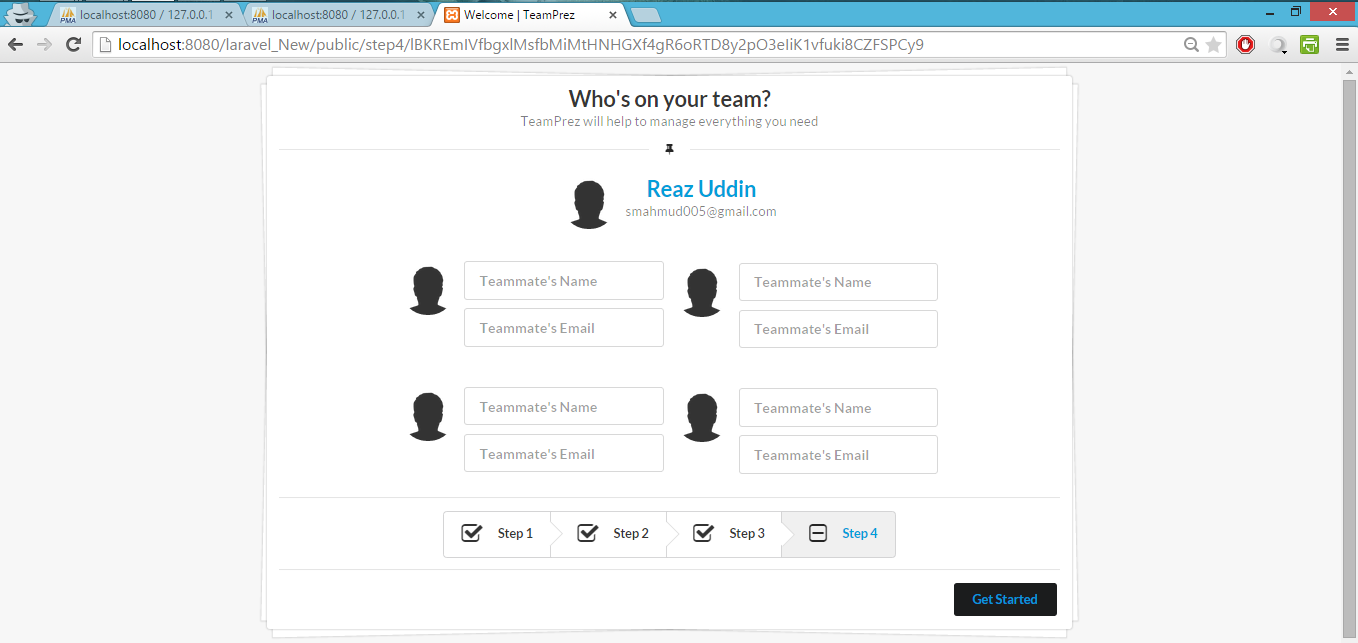 localhost:8080 / 127.0.0.1
localhost:8080 / 127.0.0.1
Welcome | TeamPrez
localhost:8080/laravel_New/public/step4/lBKREmIVfbgxlMsfbMiMtHNHGXf4gR6oRTD8y2pO3eIiK1vfuki8CZFSPCy9
Who's on your team?
TeamPrez will help to manage everything you need
Reaz Uddin
smahmud005@gmail.com
Teammate's Name
Teammate's Name
Teammate's Email
Teammate's Email
Teammate's Name
Teammate's Name
Teammate's Email
Teammate's Email
Step 1 Step 2 Step 3 Step 4
Get Started